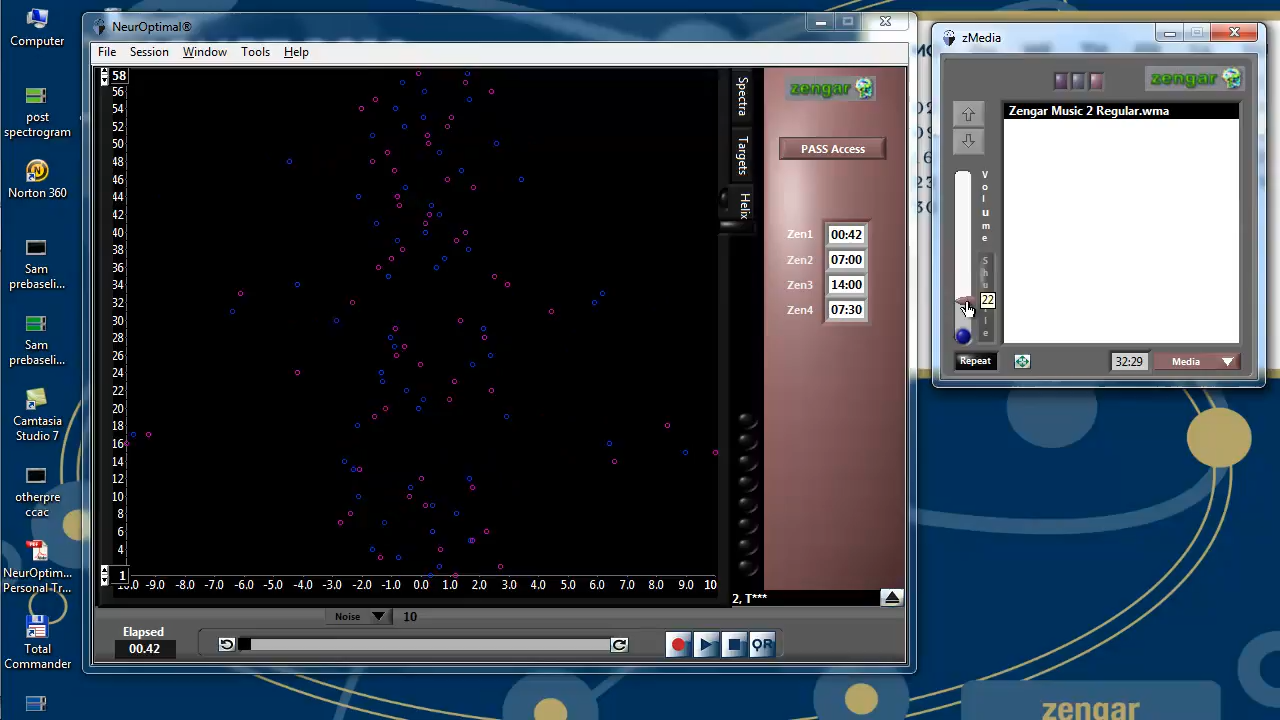 Computer
post
spectrogram
Norton 360
Sam
prebaseli...
Sam
prebaseli...
Camtasia
Studio 7
otherpre
ccac
NeurOptim...
Personal Tr...
Total
Commander
NeurOptimal®
File Session Window Tools Help
58
56
54
52
50
48
46
44
42
40
38
36
34
32
30
28
26
24
22
20
18
16
14
12
10
8
6
4
1
-9.0 -8.0 -7.0 -6.0 -5.0 -4.0 -3.0 -2.0 -1.0 0.0 1.0 2.0 3.0 4.0 5.0 6.0 7.0 8.0 9.0 10
Spectra
Targets
Helix
zengar
PASS Access
Zen1 00:42
Zen2 07:00
Zen3 14:00
Zen4 07:30
2, T***
Noise 10
Elapsed
00.42
QR
zMedia
zengar
Zengar Music 2 Regular.wma
Volume
22
Repeat
32:29
Media
zengar